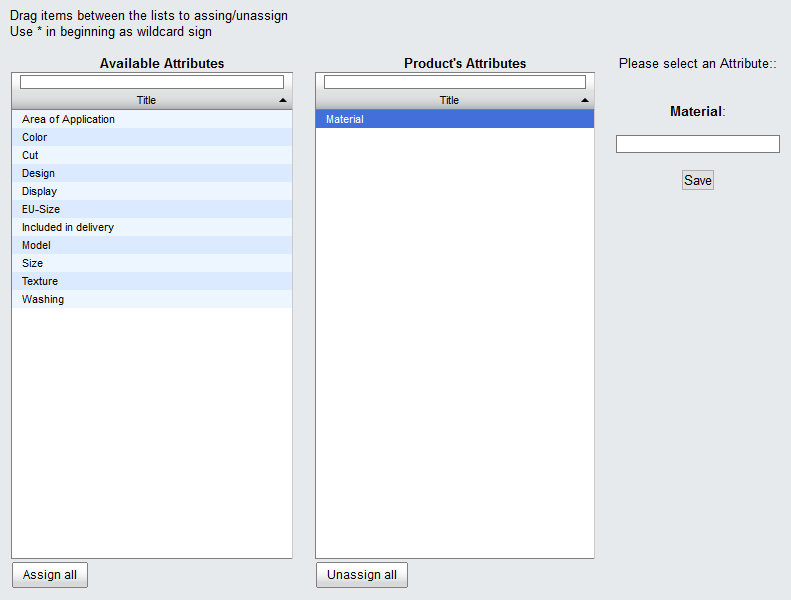 Drag items between the lists to assing/unassign
Use * in beginning as wildcard sign
Available Attributes
Title
Area of Application
Color
Cut
Design
Display
EU-Size
Included in delivery
Model
Size
Texture
Washing
Assign all
Product's Attributes
Title
Material
Unassign all
Please select an Attribute::
Material:
Save